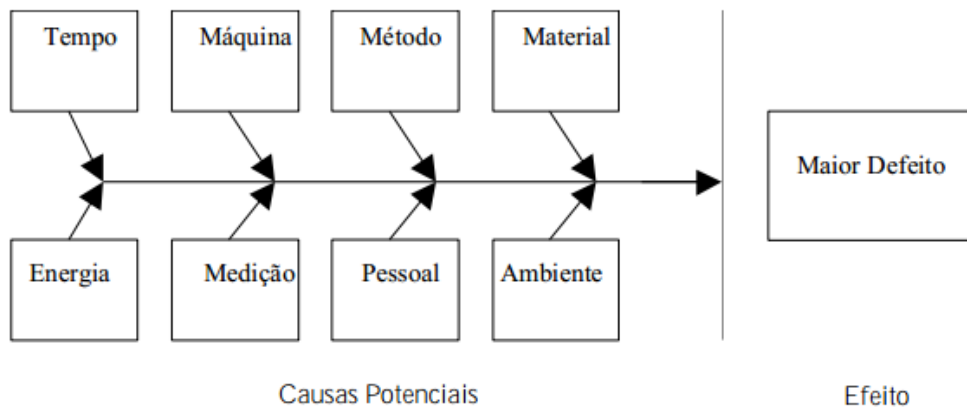 Tempo
Máquina
Método
Material
Maior Defeito
Energia
Medição
Pessoal
Ambiente
Causas Potenciais
Efeito